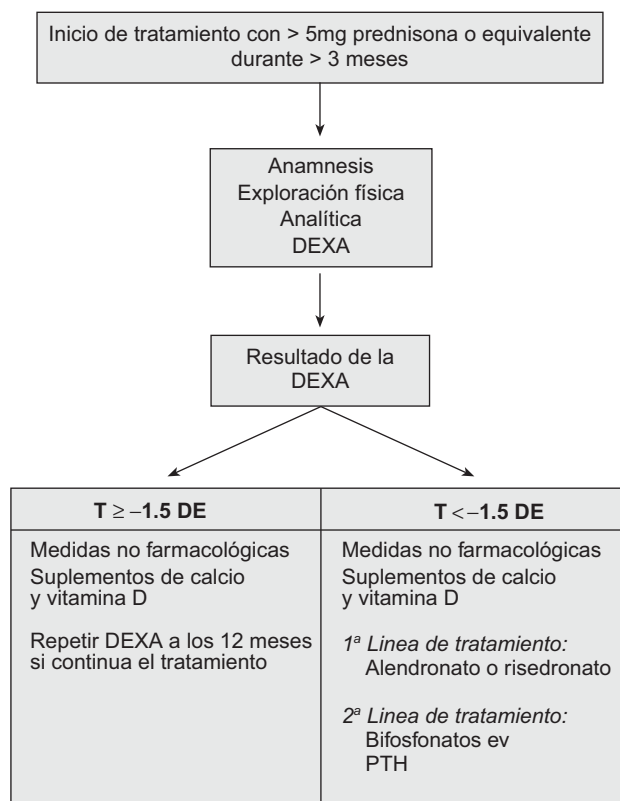 Inicio de tratamiento con > 5mg prednisona o equivalente
durante > 3 meses
Anamnesis
Exploración física
Analítica
DEXA
Resultado de la
DEXA
T ≥ −1.5 DE
Medidas no farmacológicas
Suplementos de calcio
y vitamina D
Repetir DEXA a los 12 meses
si continua el tratamiento
T < −1.5 DE
Medidas no farmacológicas
Suplementos de calcio
y vitamina D
1ª Linea de tratamiento:
Alendronato o risedronato
2ª Linea de tratamiento:
Bifosfonatos ev
PTH